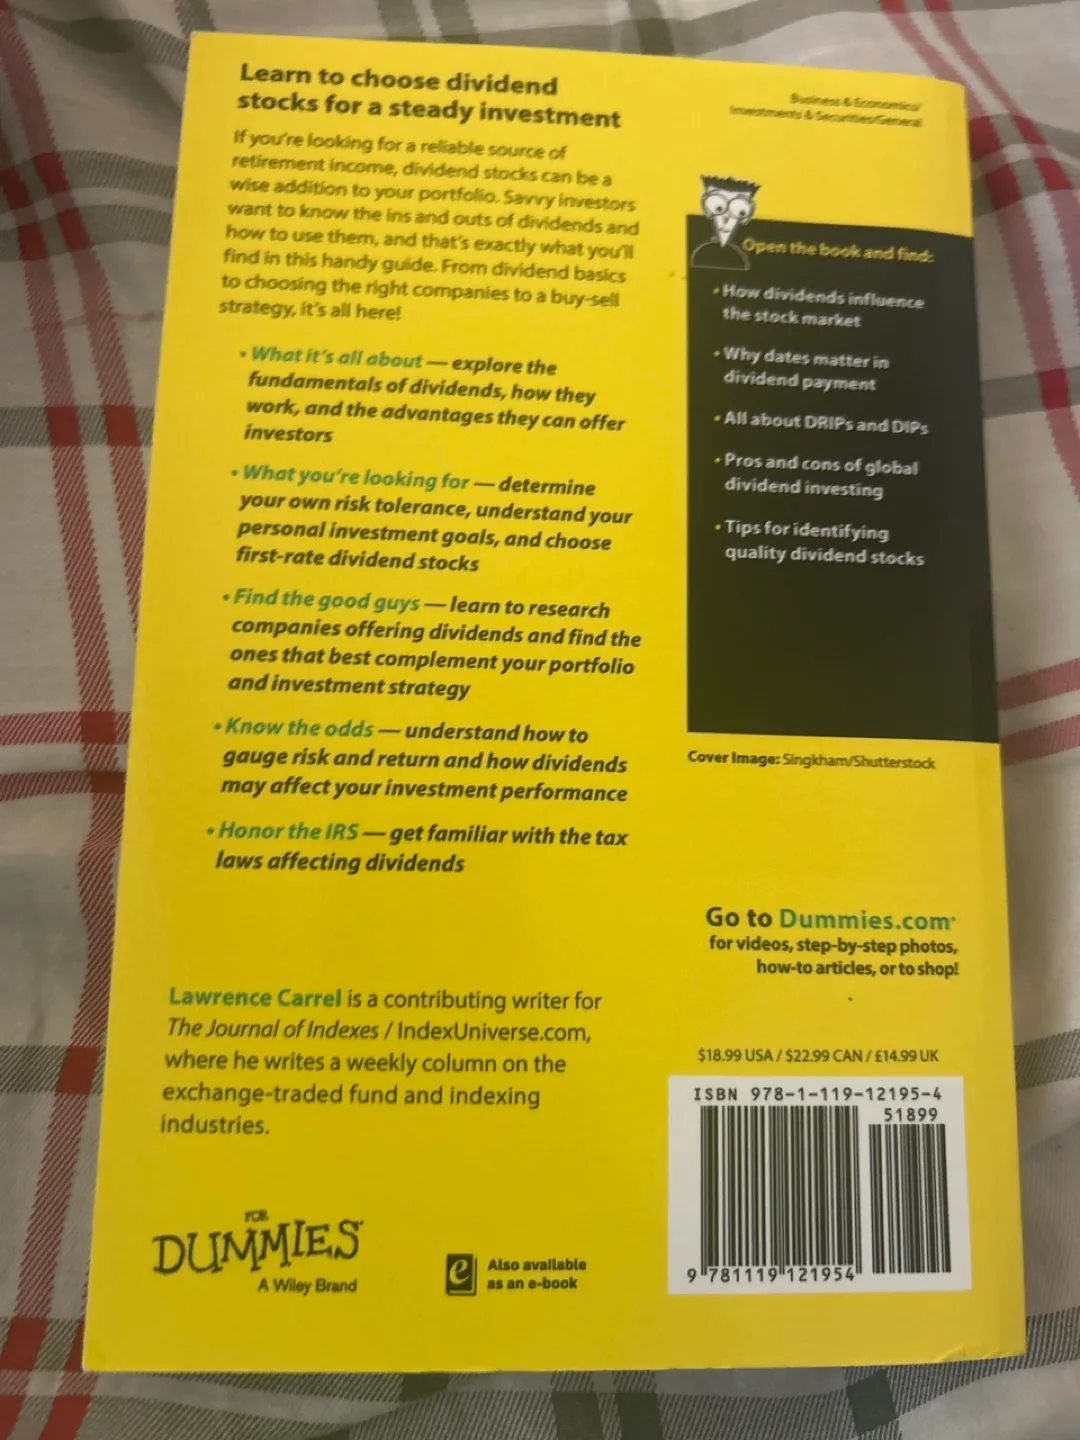 Learn to choose dividend
stocks for a steady investment
If you're looking for a reliable source of
retirement income, dividend stocks can be a
wise addition to your portfolio. Savvy investors
want to know the ins and outs of dividends and
how to use them, and that's exactly what you'll
find in this handy guide. From dividend basics
to choosing the right companies to a buy-sell
strategy, it's all here!
• What it's all about — explore the
fundamentals of dividends, how they
work, and the advantages they can offer
investors
• What you're looking for — determine
your own risk tolerance, understand your
personal investment goals, and choose
first-rate dividend stocks
• Find the good guys — learn to research
companies offering dividends and find the
ones that best complement your portfolio
and investment strategy
• Know the odds — understand how to
gauge risk and return and how dividends
may affect your investment performance
• Honor the IRS — get familiar with the tax
laws affecting dividends
Lawrence Carrel is a contributing writer for
The Journal of Indexes / IndexUniverse.com,
where he writes a weekly column on the
exchange-traded fund and indexing
industries.
FOR
DUMMIES
A Wiley Brand
e
Also available
as an e-book
Business & Economics/
Investments & Securities/General
Open the book and find:
• How dividends influence
the stock market
• Why dates matter in
dividend payment
• All about DRIPs and DIPs
• Pros and cons of global
dividend investing
• Tips for identifying
quality dividend stocks
Cover Image: Singkham/Shutterstock
Go to Dummies.com
for videos, step-by-step photos,
how-to articles, or to shop!
$18.99 USA / $22.99 CAN / £14.99 UK
ISBN 978-1-119-12195-4
51899
9 781119 121954